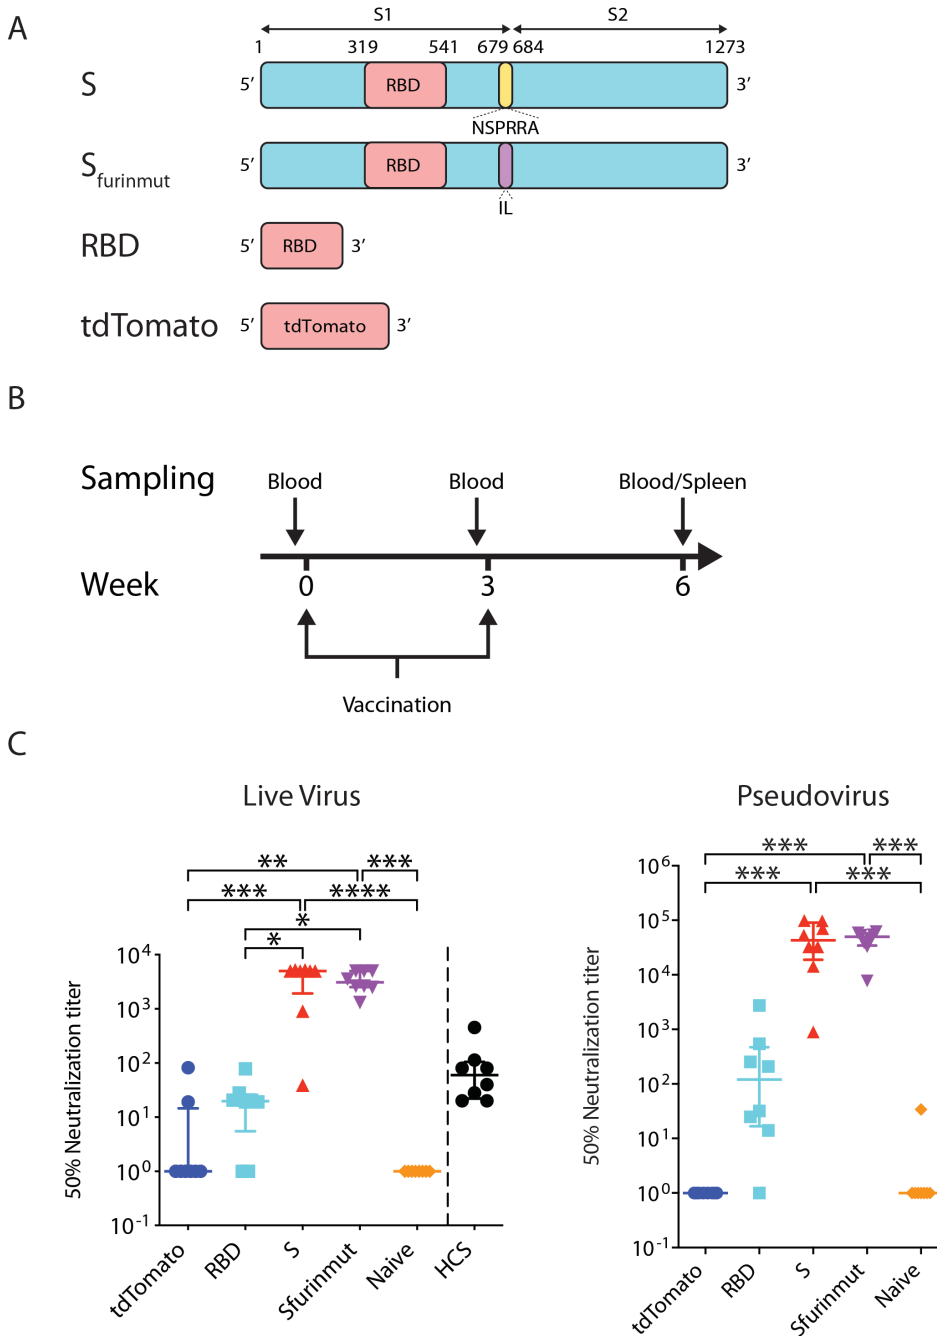 A
S1 S2
1 319 541 679 684 1273
S 5′ RBD 3′
NSPRRA
Sfurinmut 5′ RBD 3′
IL
RBD 5′ RBD 3′
tdTomato 5′ tdTomato 3′
B
Sampling Blood Blood Blood/Spleen
Week 0 3 6
Vaccination
C
Live Virus
** ***
*** ****
*
*
50% Neutralization titer
10⁴
10³
10²
10¹
10⁰
10⁻¹
tdTomato RBD S Sfurinmut Naive HCS
Pseudovirus
*** ***
*** ***
50% Neutralization titer
10⁶
10⁵
10⁴
10³
10²
10¹
10⁰
10⁻¹
tdTomato RBD S Sfurinmut Naive